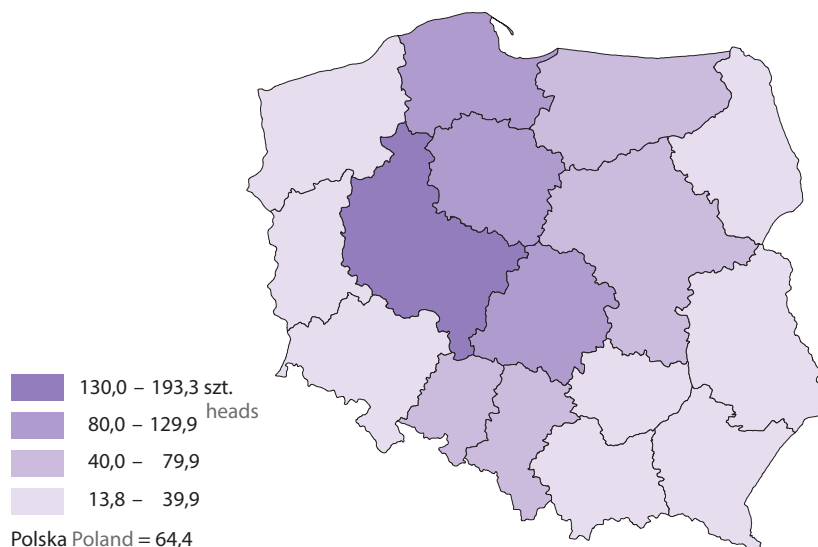 130,0 – 193,3 szt.
heads
80,0 – 129,9
40,0 – 79,9
13,8 – 39,9
Polska Poland = 64,4